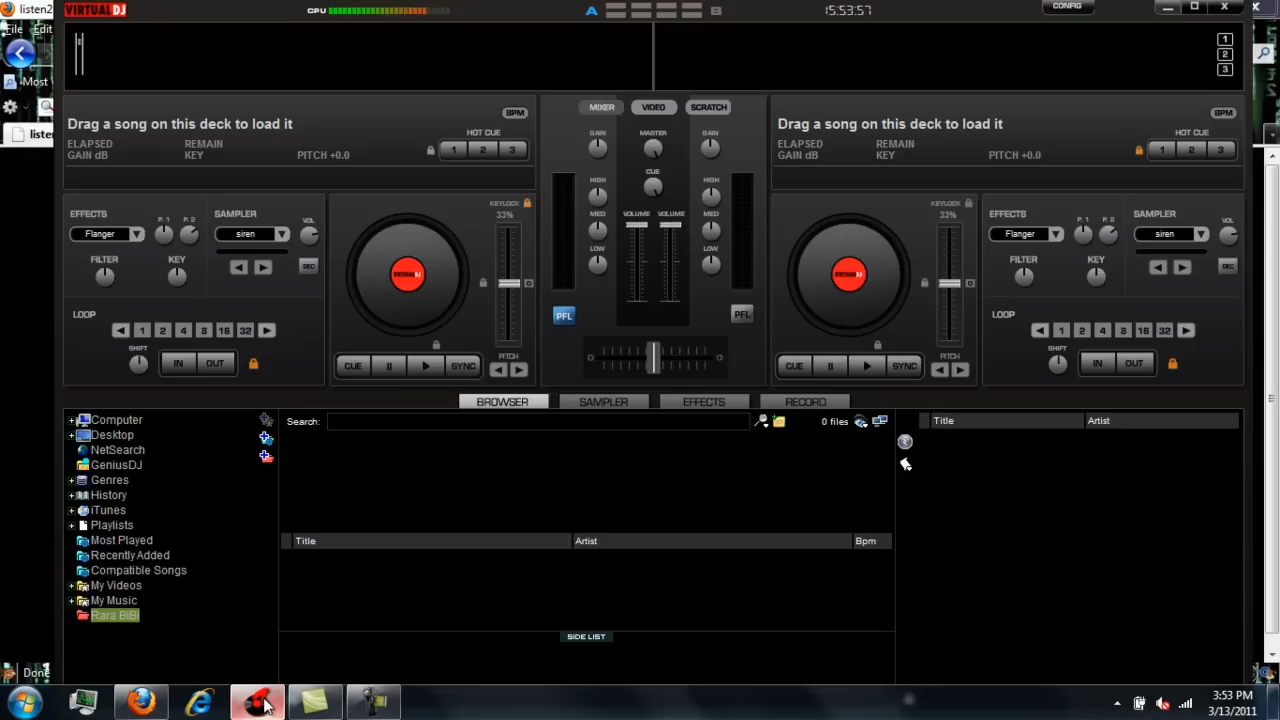 listen2
VIRTUAL DJ
CPU
A
B
15:53:57
CONFIG
File Edit
1
2
3
Most
listen
Drag a song on this deck to load it
BPM
ELAPSED REMAIN
GAIN dB KEY PITCH +0.0
HOT CUE
1 2 3
MIXER VIDEO SCRATCH
GAIN MASTER GAIN
CUE
HIGH HIGH
MED VOLUME VOLUME MED
LOW LOW
PFL PFL
Drag a song on this deck to load it
BPM
ELAPSED REMAIN
GAIN dB KEY PITCH +0.0
HOT CUE
1 2 3
EFFECTS P. 1 P. 2 SAMPLER VOL
Flanger siren
FILTER KEY REC
LOOP
1 2 4 8 16 32
SHIFT IN OUT
KEYLOCK
33%
VIRTUAL DJ
CUE SYNC
PITCH
KEYLOCK
33%
VIRTUAL DJ
CUE SYNC
PITCH
EFFECTS P. 1 P. 2 SAMPLER VOL
Flanger siren
FILTER KEY REC
LOOP
1 2 4 8 16 32
SHIFT IN OUT
BROWSER SAMPLER EFFECTS RECORD
Computer
Desktop
NetSearch
GeniusDJ
Genres
History
iTunes
Playlists
Most Played
Recently Added
Compatible Songs
My Videos
My Music
Rara BiBi
Search: 0 files
Title Artist Bpm
SIDE LIST
Title Artist
Done
3:53 PM
3/13/2011